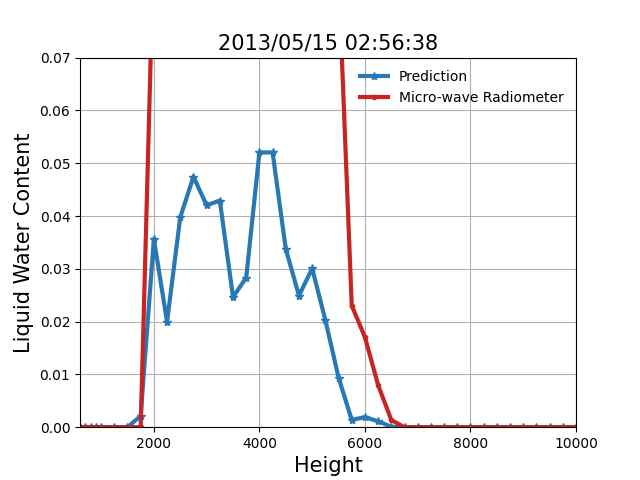 2013/05/15 02:56:38
Prediction
Micro-wave Radiometer
Liquid Water Content
0.07
0.06
0.05
0.04
0.03
0.02
0.01
0.00
2000 4000 6000 8000 10000
Height